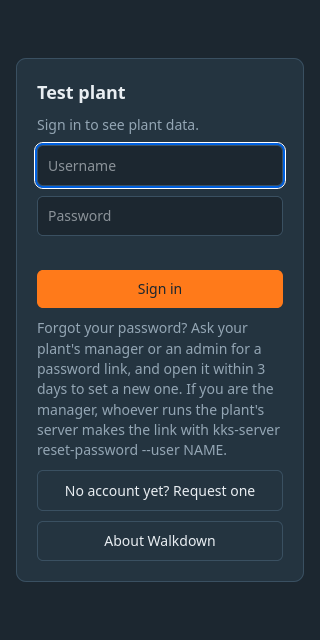 Test plant
Sign in to see plant data.
Username
Password
Sign in
Forgot your password? Ask your
plant's manager or an admin for a
password link, and open it within 3
days to set a new one. If you are the
manager, whoever runs the plant's
server makes the link with kks-server
reset-password --user NAME.
No account yet? Request one
About Walkdown